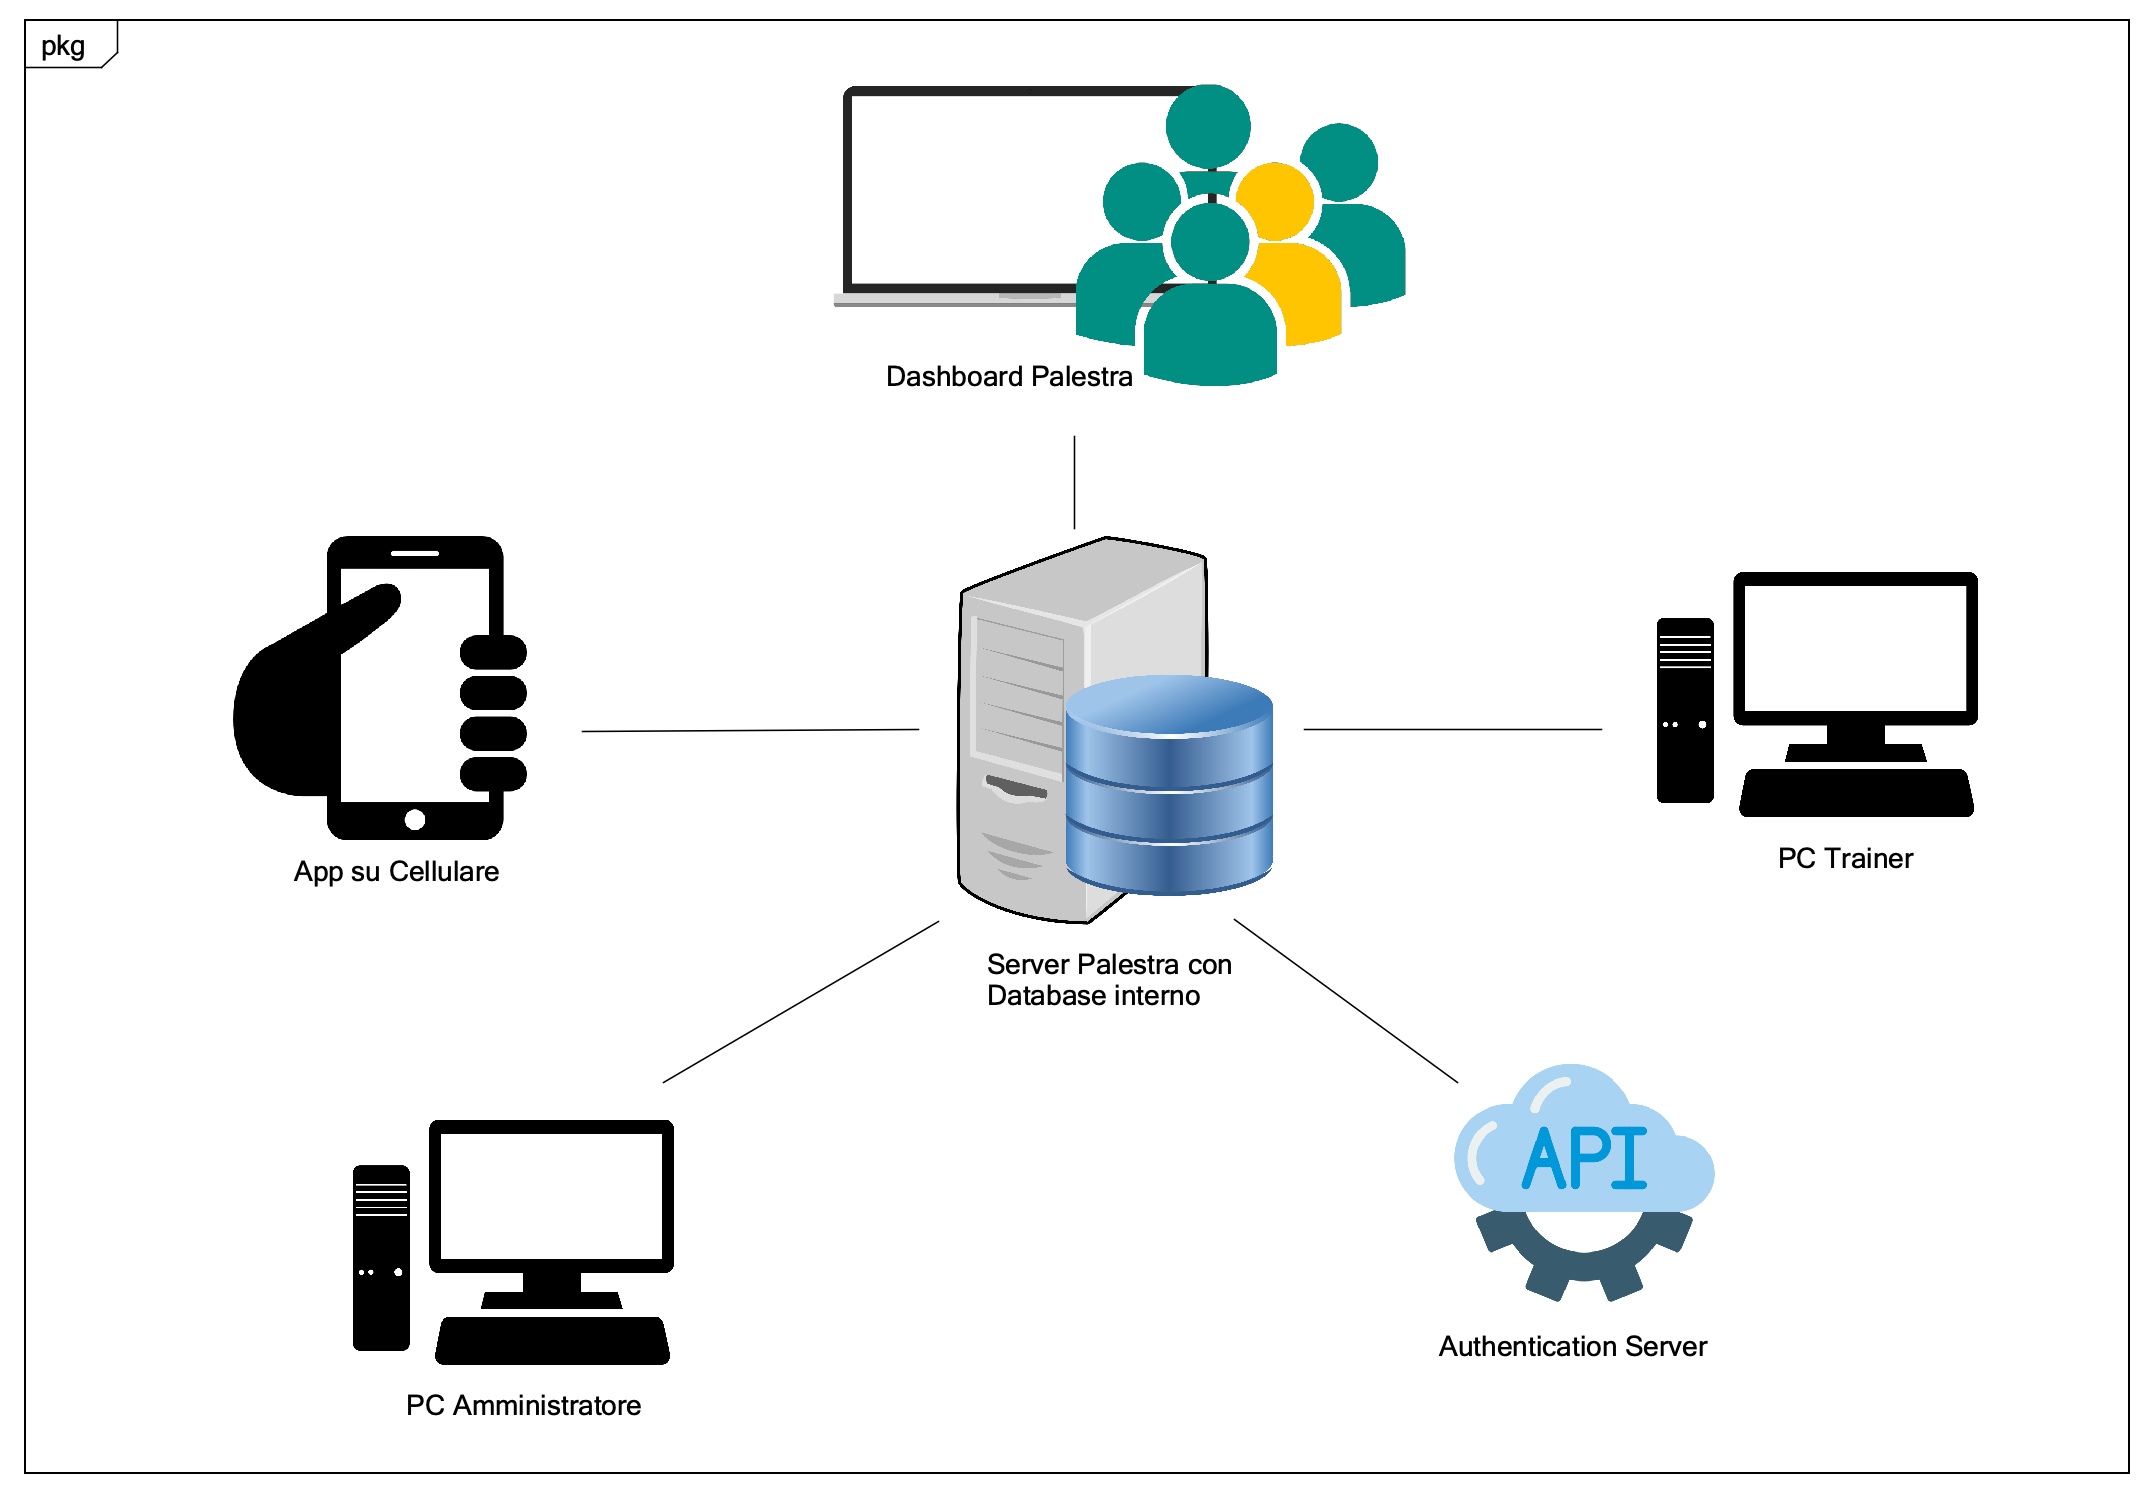 pkg
Dashboard Palestra
App su Cellulare
PC Trainer
Server Palestra con
Database interno
API
Authentication Server
PC Amministratore